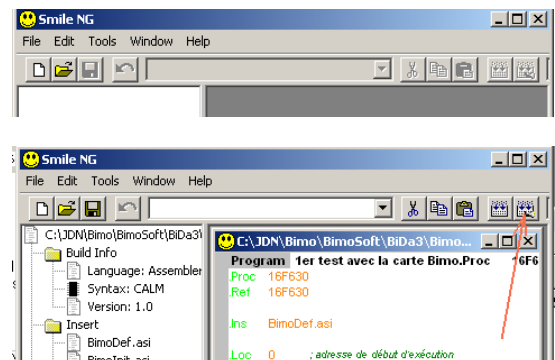 Smile NG
File Edit Tools Window Help
Smile NG
File Edit Tools Window Help
C:\JDN\Bimo\BimoSoft\BiDa3\
Build Info
Language: Assembler
Syntax: CALM
Version: 1.0
Insert
BimoDef.asi
BimoInit.asi
C:\JDN\Bimo\BimoSoft\BiDa3\Bimo...
Program 1er test avec la carte Bimo.Proc 16F6
.Proc 16F630
.Ref 16F630
.Ins BimoDef.asi
.Loc 0 ; adresse de début d'exécution